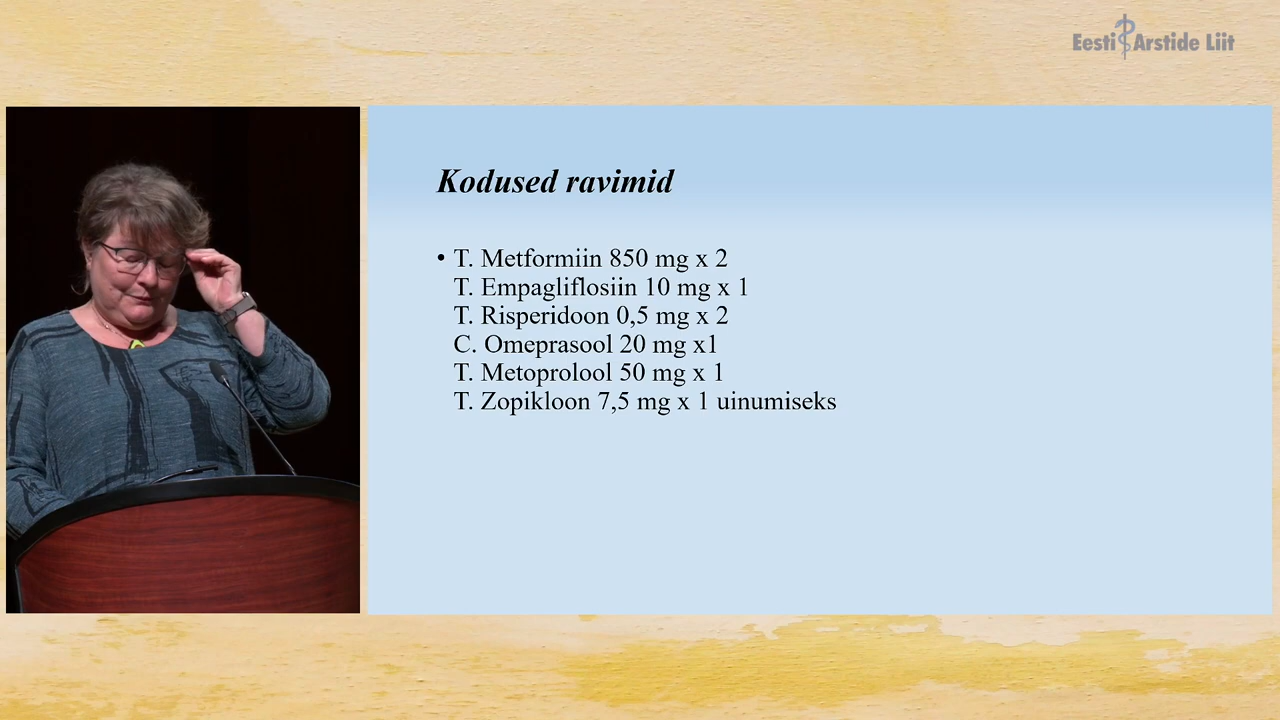 Eesti Arstide Liit
Kodused ravimid
• T. Metformiin 850 mg x 2
T. Empagliflosiin 10 mg x 1
T. Risperidoon 0,5 mg x 2
C. Omeprasool 20 mg x1
T. Metoprolool 50 mg x 1
T. Zopikloon 7,5 mg x 1 uinumiseks